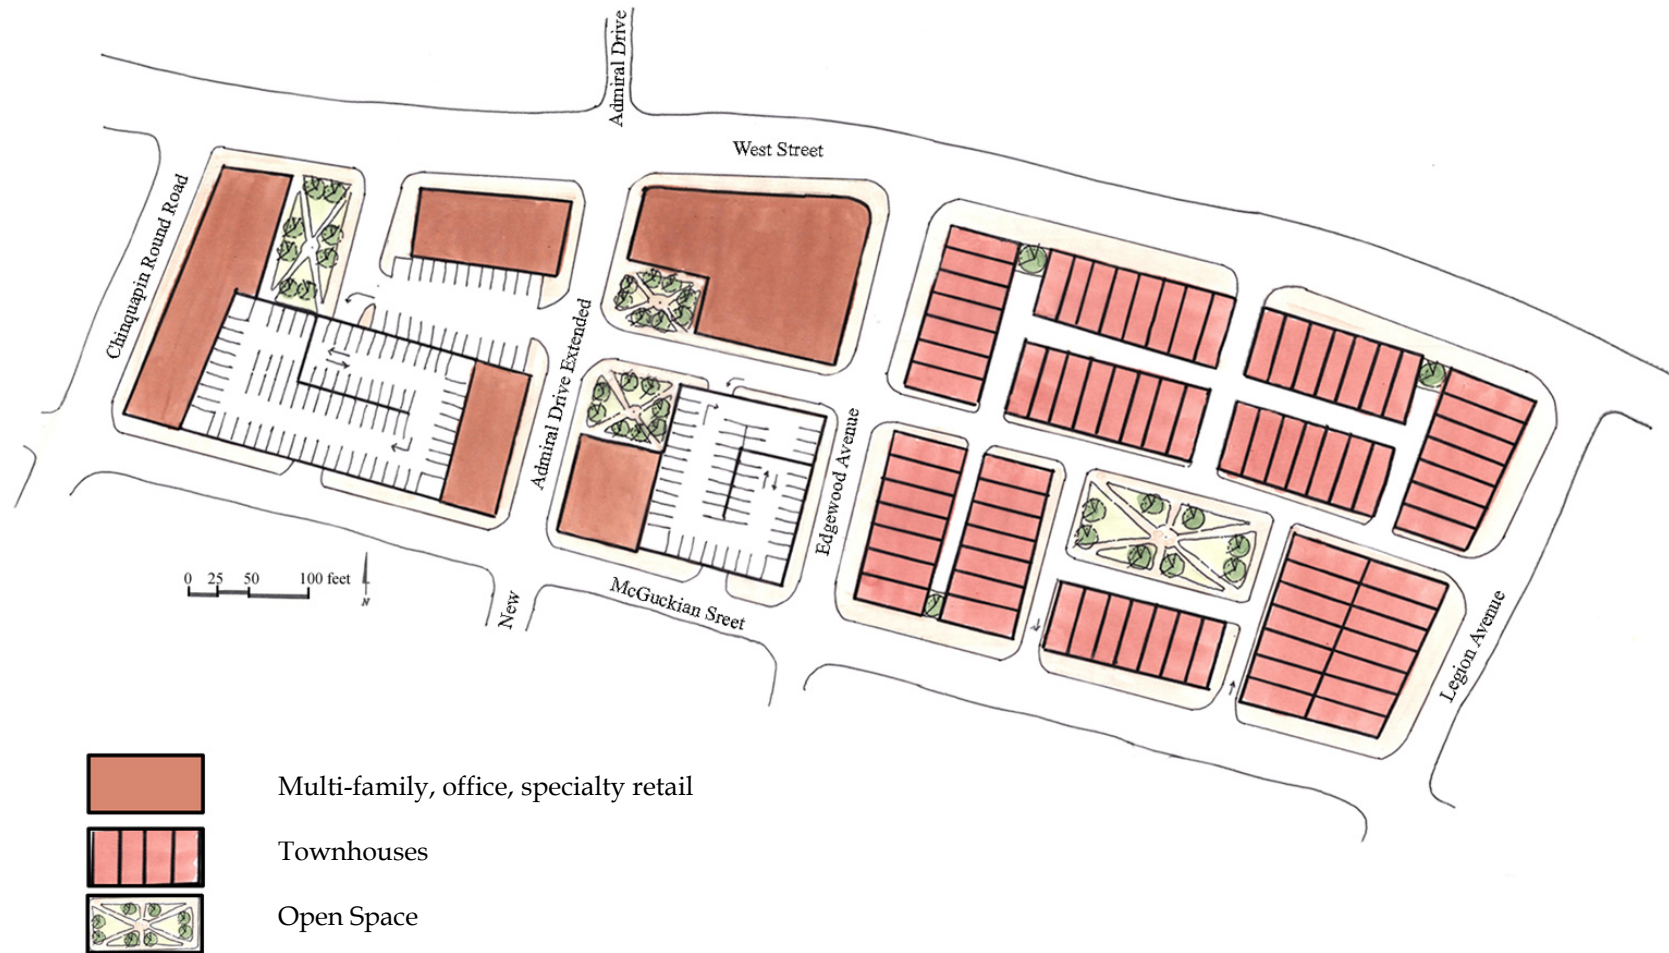 Admiral Drive
West Street
Chinquapin Round Road
Admiral Drive Extended
Edgewood Avenue
New
McGuckian Sreet
Legion Avenue
0 25 50 100 feet
N
Multi-family, office, specialty retail
Townhouses
Open Space